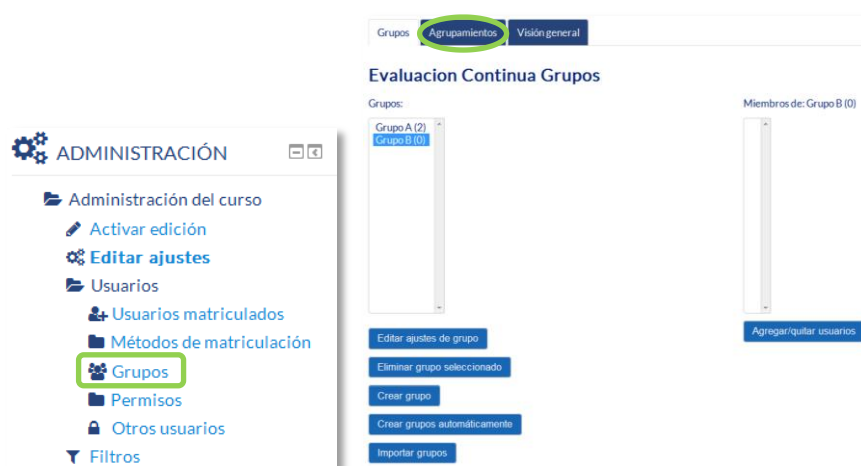 ADMINISTRACIÓN
Administración del curso
Activar edición
Editar ajustes
Usuarios
Usuarios matriculados
Métodos de matriculación
Grupos
Permisos
Otros usuarios
Filtros
Grupos Agrupamientos Visión general
Evaluacion Continua Grupos
Grupos:
Grupo A (2)
Grupo B (0)
Editar ajustes de grupo
Eliminar grupo seleccionado
Crear grupo
Crear grupos automáticamente
Importar grupos
Miembros de: Grupo B (0)
Agregar/quitar usuarios